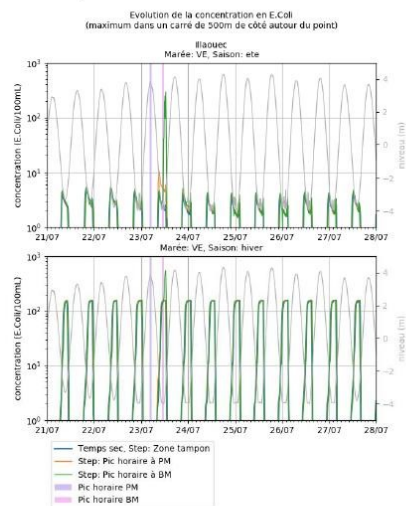 Evolution de la concentration en E.Coli
(maximum dans un carré de 500m de côté autour du point)
Illaouec
Marée: VE, Saison: ete
concentration (E.Coli/100mL)
10³
10²
10¹
10⁰
4
2
0
−2
−4
niveau (m)
21/07 22/07 23/07 24/07 25/07 26/07 27/07 28/07
Marée: VE, Saison: hiver
concentration (E.Coli/100mL)
10³
10²
10¹
10⁰
4
2
0
−2
−4
niveau (m)
21/07 22/07 23/07 24/07 25/07 26/07 27/07 28/07
Temps sec, Step: Zone tampon
Step: Pic horaire à PM
Step: Pic horaire à BM
Pic horaire PM
Pic horaire BM